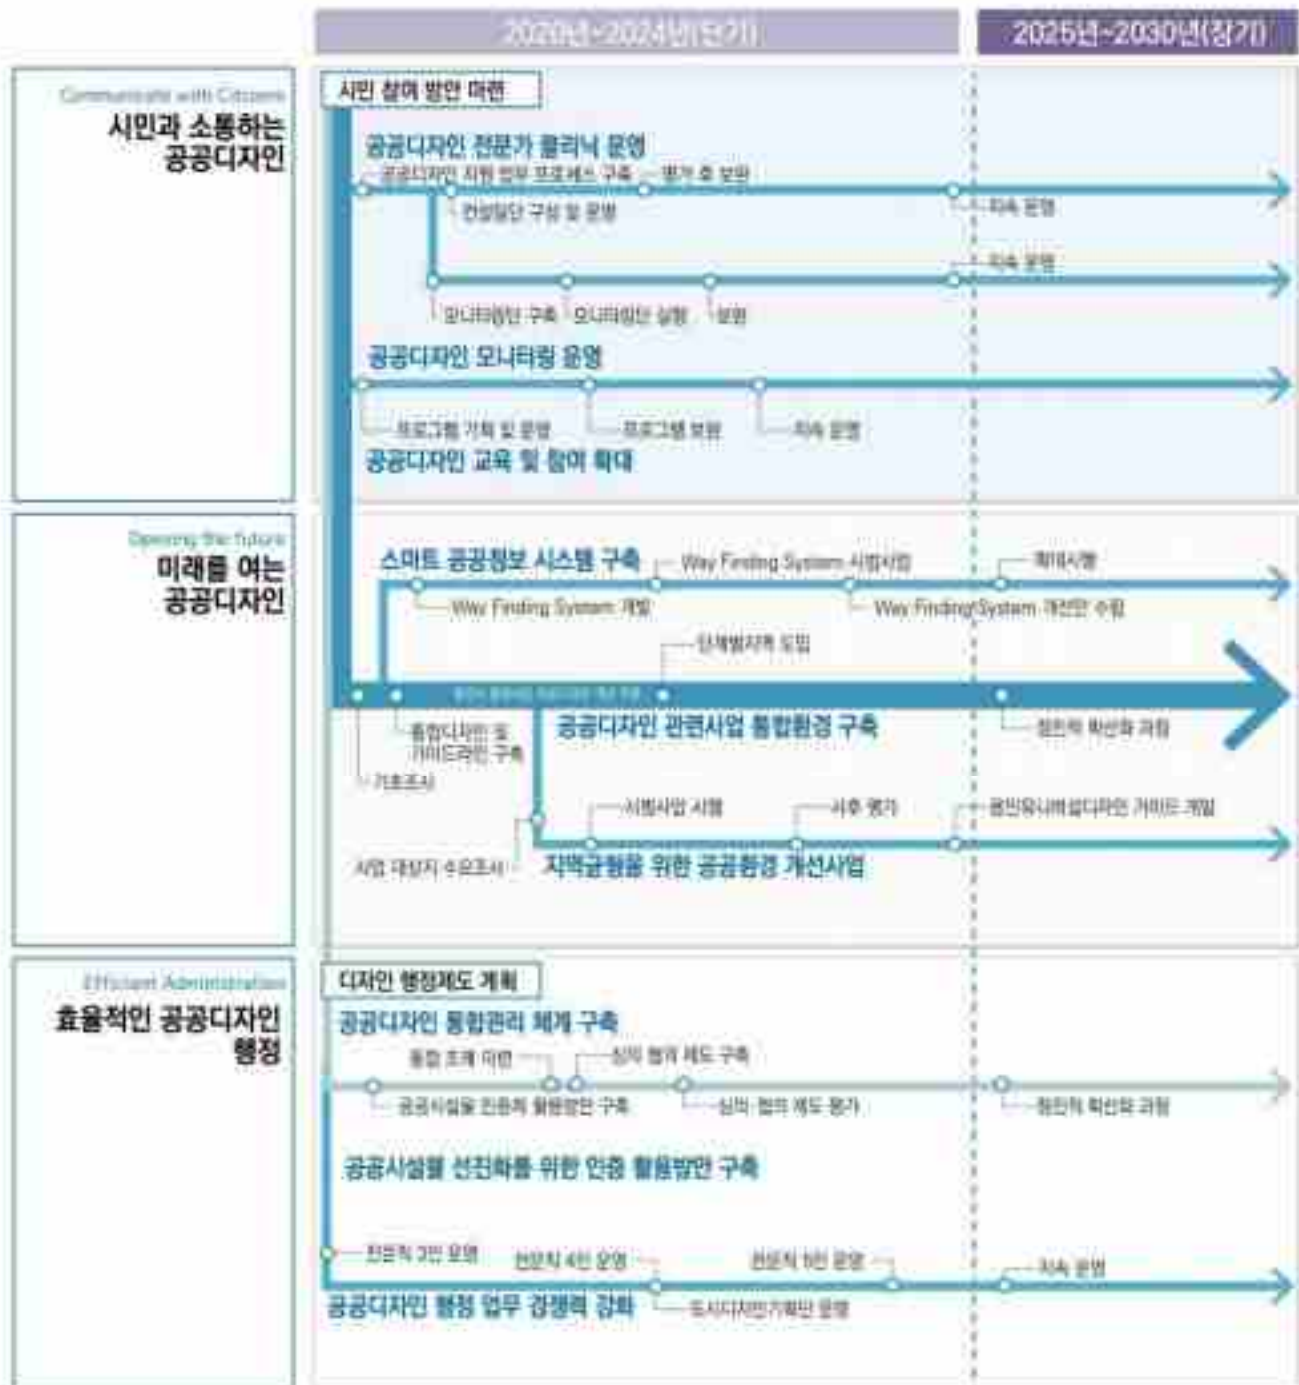 2020년~2024년(단기)
2025년~2030년(장기)
Communicate with Citizens
시민과 소통하는
공공디자인
시민 참여 방안 마련
공공디자인 전문가 클리닉 운영
공공디자인 지원 업무 프로세스 구축
평가 후 보완
컨설팅단 구성 및 운영
지속 운영
지속 운영
모니터링단 구축
모니터링단 실행
보완
공공디자인 모니터링 운영
프로그램 기획 및 운영
프로그램 보완
지속 운영
공공디자인 교육 및 참여 확대
Opening the future
미래를 여는
공공디자인
스마트 공공정보 시스템 구축
Way Finding System 시범사업
확대시행
Way Finding System 개발
Way Finding System 개선안 수립
단계별지역 도입
공공디자인 관련사업 통합환경 구축
통합디자인 및
가이드라인 구축
점진적 확산화 과정
기초조사
시범사업 시행
사후 평가
용인유니버설디자인 가이드 개발
사업 대상지 수요조사
지역균형을 위한 공공환경 개선사업
Efficient Administration
효율적인 공공디자인
행정
디자인 행정제도 계획
공공디자인 통합관리 체계 구축
통합 조례 마련
심의 협의 제도 구축
공공시설물 인증제 활용방안 구축
심의·협의 제도 평가
점진적 확산화 과정
공공시설물 선진화를 위한 인증 활용방안 구축
전문직 3인 운영
전문직 4인 운영
전문직 5인 운영
지속 운영
공공디자인 행정 업무 경쟁력 강화
도시디자인기획단 운영